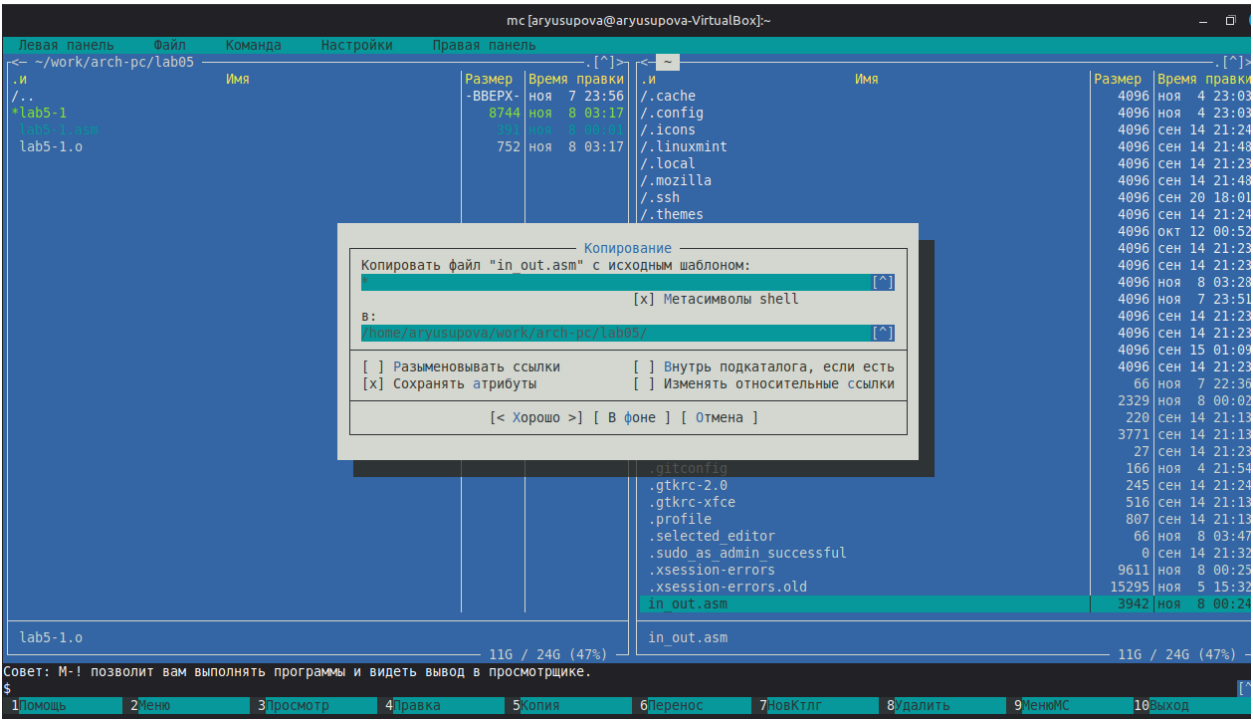 mc [aryusupova@aryusupova-VirtualBox]:~
Левая панель Файл Команда Настройки Правая панель
<— ~/work/arch-pc/lab05 .[^]>
.и Имя Размер Время правки
/.. -ВВЕРХ- ноя 7 23:56
*lab5-1 8744 ноя 8 03:17
lab5-1.asm 391 ноя 8 00:01
lab5-1.o 752 ноя 8 03:17
lab5-1.o
11G / 24G (47%)
<— ~ .[^]>
.и Имя Размер Время правки
/.cache 4096 ноя 4 23:03
/.config 4096 ноя 4 23:03
/.icons 4096 сен 14 21:24
/.linuxmint 4096 сен 14 21:48
/.local 4096 сен 14 21:23
/.mozilla 4096 сен 14 21:48
/.ssh 4096 сен 20 18:01
/.themes 4096 сен 14 21:24
4096 окт 12 00:52
4096 сен 14 21:23
4096 сен 14 21:23
4096 ноя 8 03:28
4096 ноя 7 23:51
4096 сен 14 21:23
4096 сен 14 21:23
4096 сен 15 01:09
4096 сен 14 21:23
66 ноя 7 22:36
2329 ноя 8 00:02
220 сен 14 21:13
3771 сен 14 21:13
27 сен 14 21:23
.gitconfig 166 ноя 4 21:54
.gtkrc-2.0 245 сен 14 21:24
.gtkrc-xfce 516 сен 14 21:13
.profile 807 сен 14 21:13
.selected_editor 66 ноя 8 03:47
.sudo_as_admin_successful 0 сен 14 21:32
.xsession-errors 9611 ноя 8 00:25
.xsession-errors.old 15295 ноя 5 15:32
in_out.asm 3942 ноя 8 00:24
in_out.asm
11G / 24G (47%)
Копирование
Копировать файл "in_out.asm" с исходным шаблоном:
* [^]
[x] Метасимволы shell
в:
/home/aryusupova/work/arch-pc/lab05/ [^]
[ ] Разыменовывать ссылки [ ] Внутрь подкаталога, если есть
[x] Сохранять атрибуты [ ] Изменять относительные ссылки
[< Хорошо >] [ В фоне ] [ Отмена ]
Совет: M-! позволит вам выполнять программы и видеть вывод в просмотрщике.
$ [^
1Помощь 2Меню 3Просмотр 4Правка 5Копия 6Перенос 7НовКтлг 8Удалить 9МенюMC 10Выход